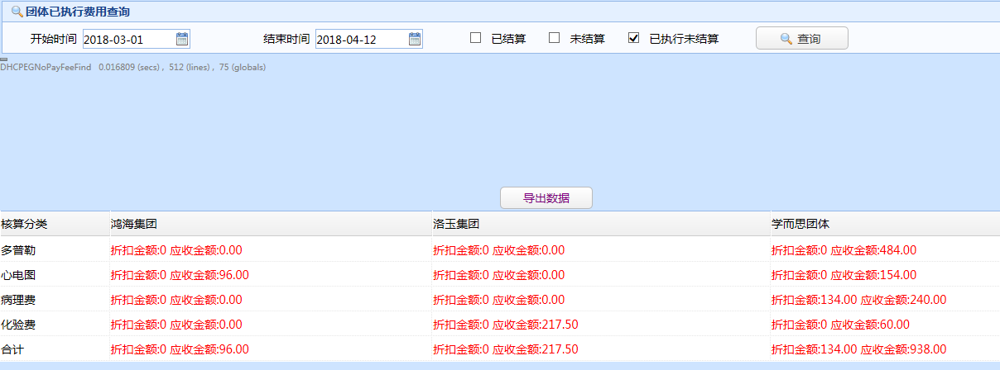 团体已执行费用查询
开始时间 2018-03-01 结束时间 2018-04-12 已结算 未结算 已执行未结算 查询
DHCPEGNoPayFeeFind 0.016809 (secs) , 512 (lines) , 75 (globals)
导出数据
核算分类 鸿海集团 洛玉集团 学而思团体
多普勒 折扣金额:0 应收金额:0.00 折扣金额:0 应收金额:0.00 折扣金额:0 应收金额:484.00
心电图 折扣金额:0 应收金额:96.00 折扣金额:0 应收金额:0.00 折扣金额:0 应收金额:154.00
病理费 折扣金额:0 应收金额:0.00 折扣金额:0 应收金额:0.00 折扣金额:134.00 应收金额:240.00
化验费 折扣金额:0 应收金额:0.00 折扣金额:0 应收金额:217.50 折扣金额:0 应收金额:60.00
合计 折扣金额:0 应收金额:96.00 折扣金额:0 应收金额:217.50 折扣金额:134.00 应收金额:938.00